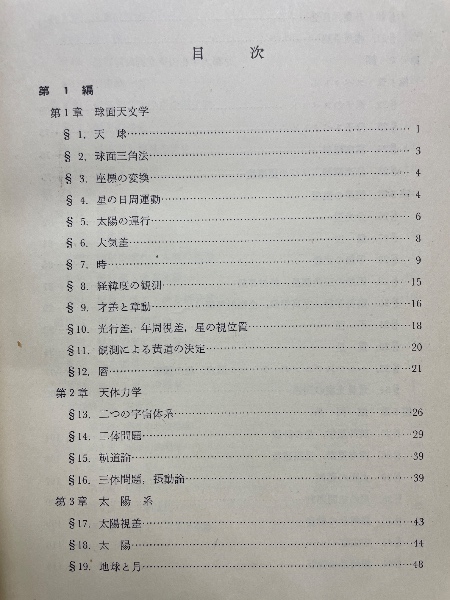 目 次
第 1 編
第1章 球面天文学
§ 1. 天 球 1
§ 2. 球面三角法 3
§ 3. 座標の変換 4
§ 4. 星の日周運動 4
§ 5. 太陽の運行 6
§ 6. 大気差 8
§ 7. 時 9
§ 8. 経緯度の観測 15
§ 9. 才差と章動 16
§10. 光行差，年周視差，星の視位置 18
§11. 観測による黄道の決定 20
§12. 暦 21
第2章 天体力学
§13. 二つの宇宙体系 26
§14. 二体問題 29
§15. 軌道論 39
§16. 三体問題，摂動論 39
第3章 太 陽 系
§17. 太陽視差 43
§18. 太 陽 44
§19. 地球と月 48